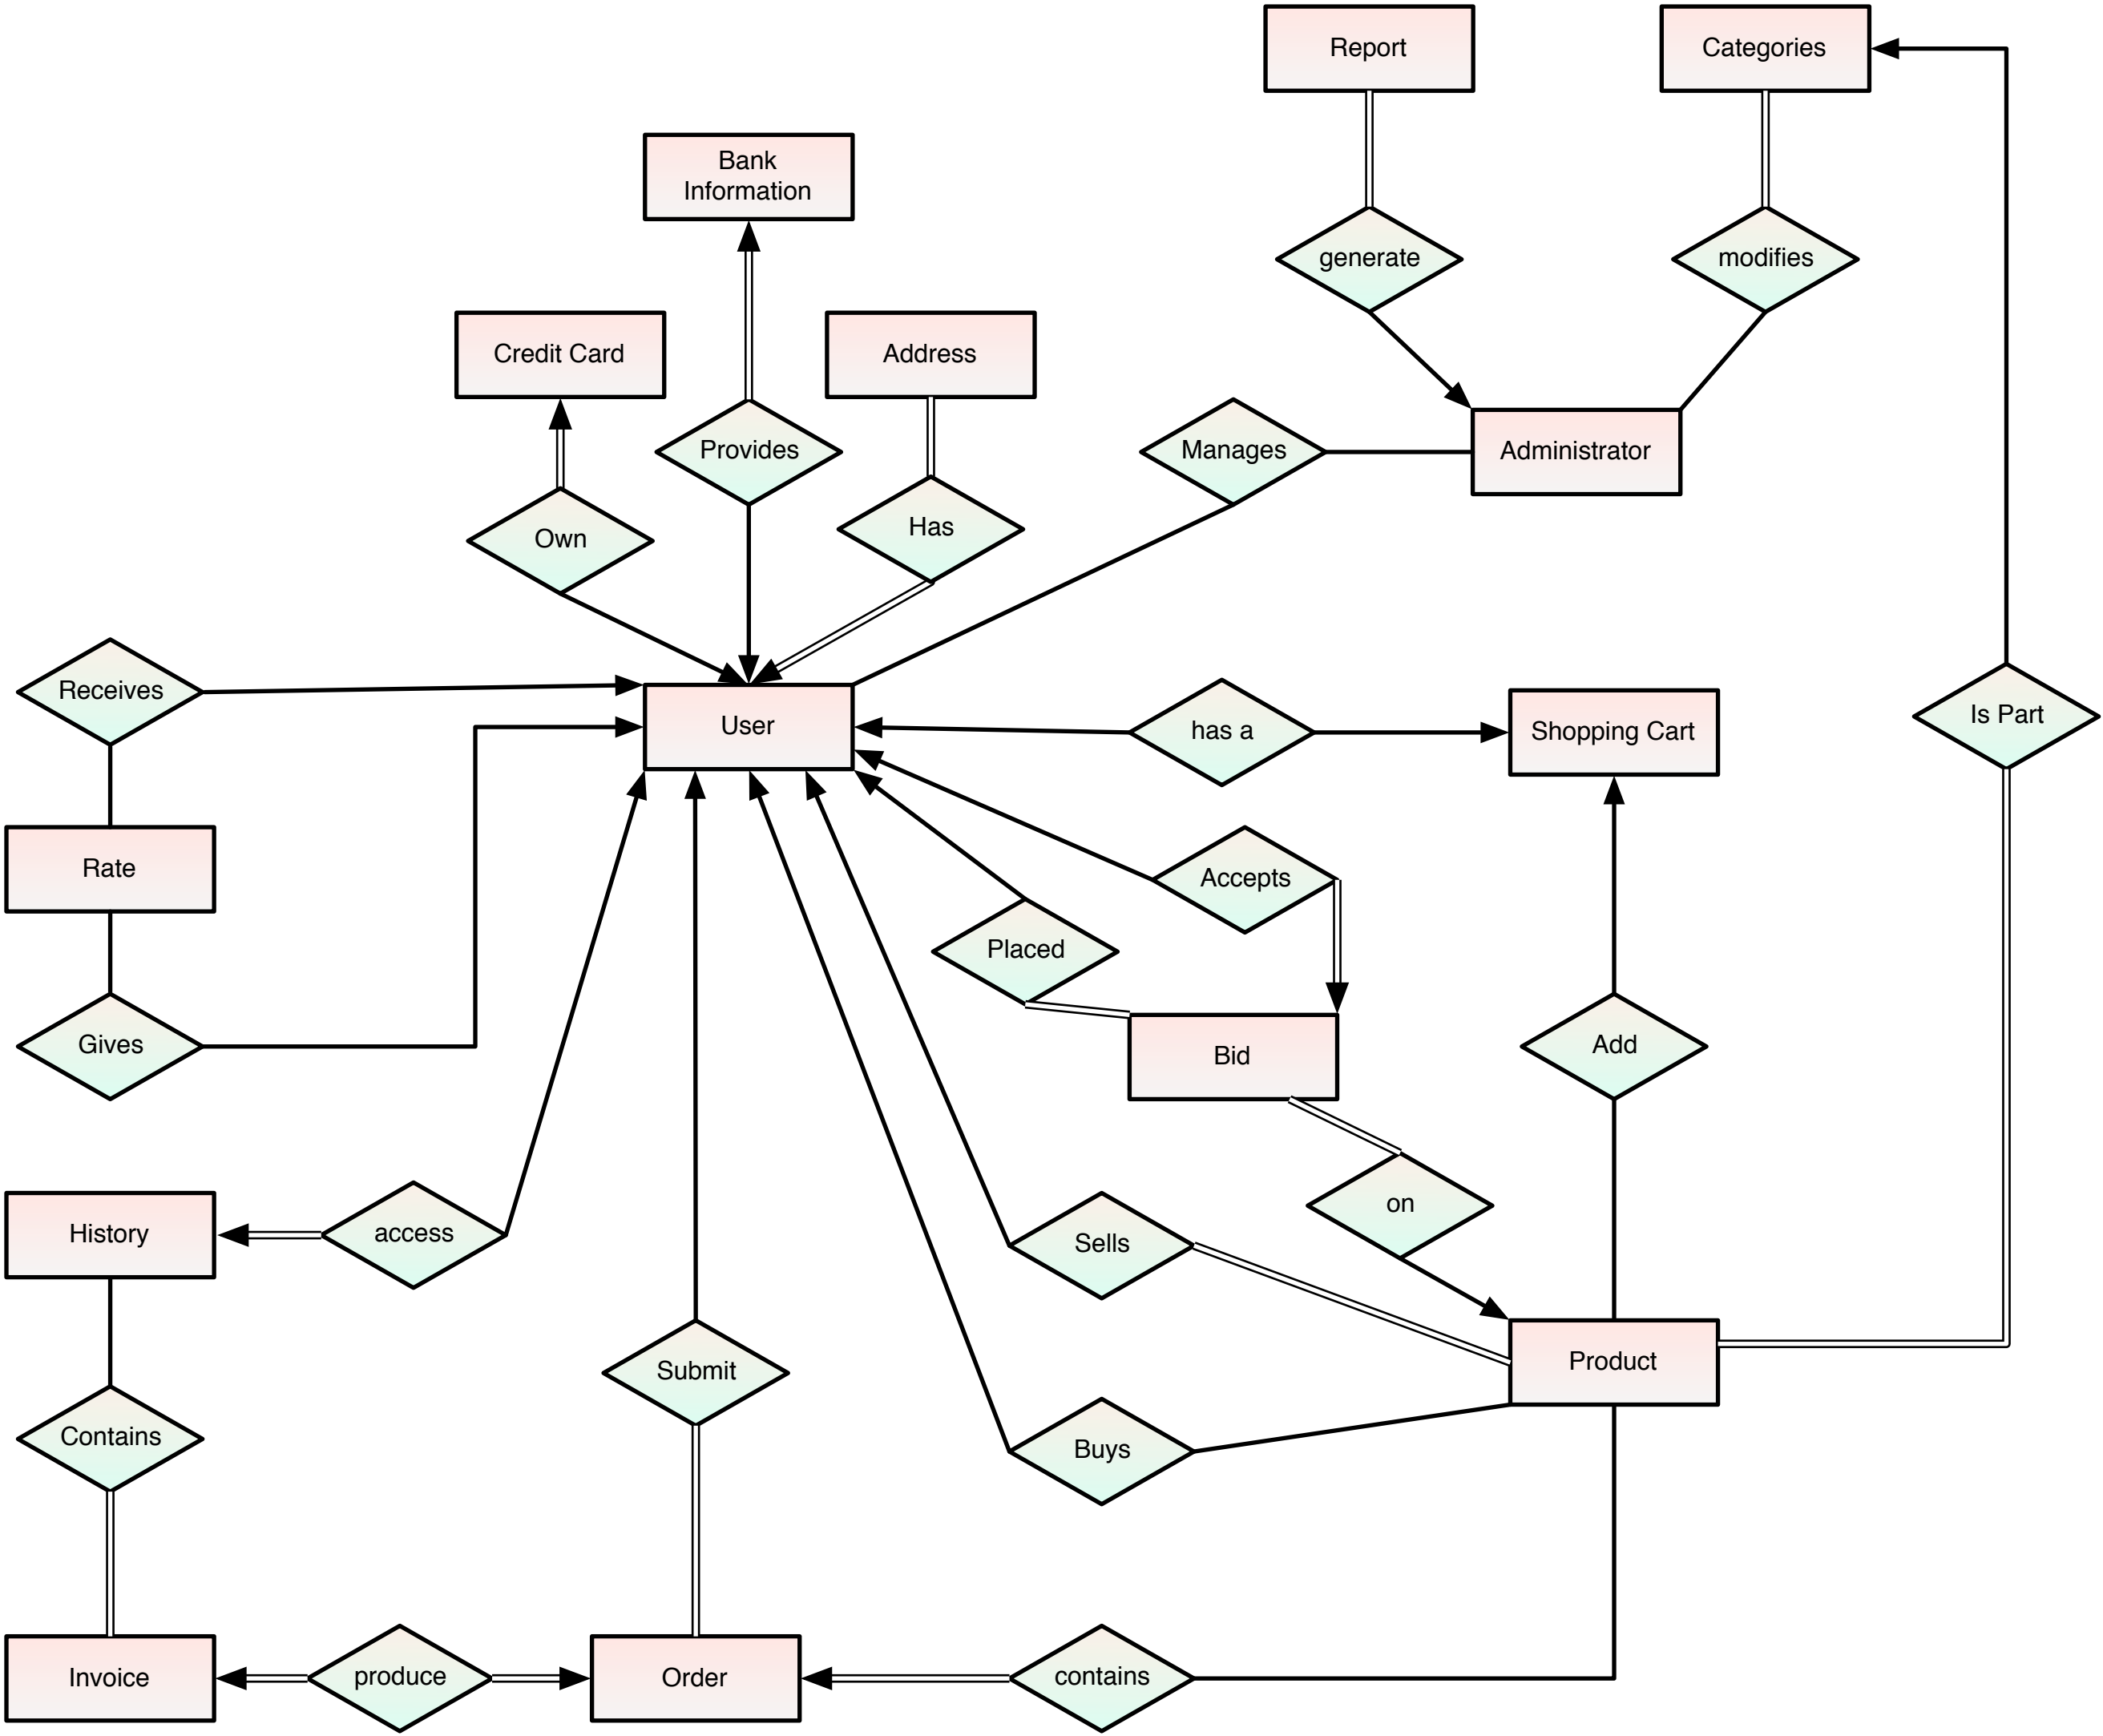 Report
Categories
Bank
Information
generate
modifies
Credit Card
Address
Provides
Manages
Administrator
Own
Has
Receives
User
has a
Shopping Cart
Is Part
Rate
Accepts
Placed
Gives
Bid
Add
History
access
Sells
on
Submit
Product
Contains
Buys
Invoice
produce
Order
contains